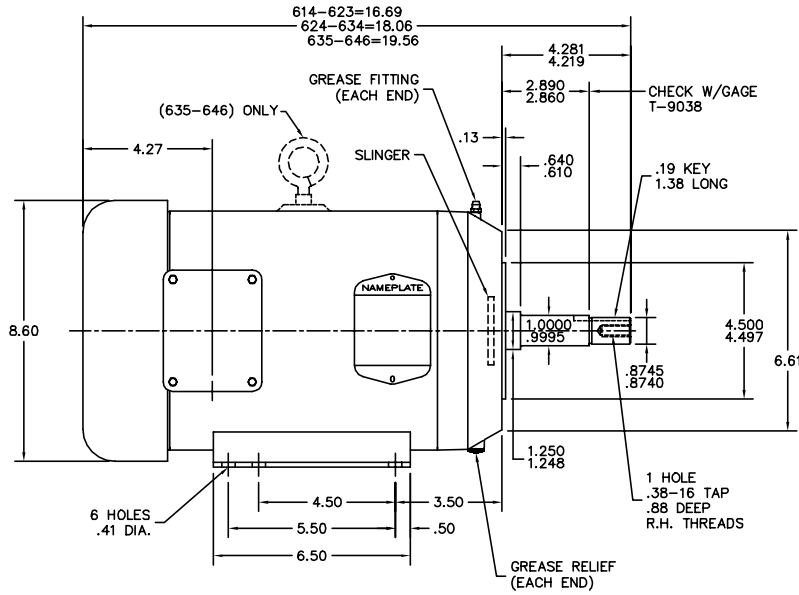 614-623=16.69
624-634=18.06
635-646=19.56
4.281
4.219
GREASE FITTING
(EACH END)
2.890
2.860
CHECK W/GAGE
T-9038
(635-646) ONLY
.13
4.27
SLINGER
.640
.610
.19 KEY
1.38 LONG
NAMEPLATE
8.60
1.0000
.9995
4.500
4.497
6.61
.8745
.8740
1.250
1.248
1 HOLE
.38-16 TAP
.88 DEEP
R.H. THREADS
4.50
3.50
6 HOLES
.41 DIA.
5.50
.50
6.50
GREASE RELIEF
(EACH END)